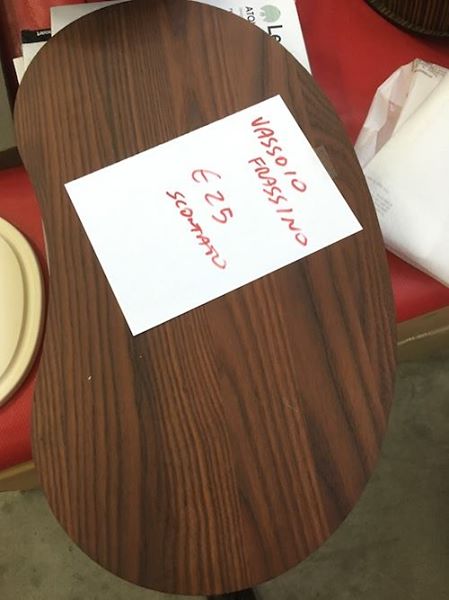 VASSOIO
FRASSINO
€ 25
SCONTATO